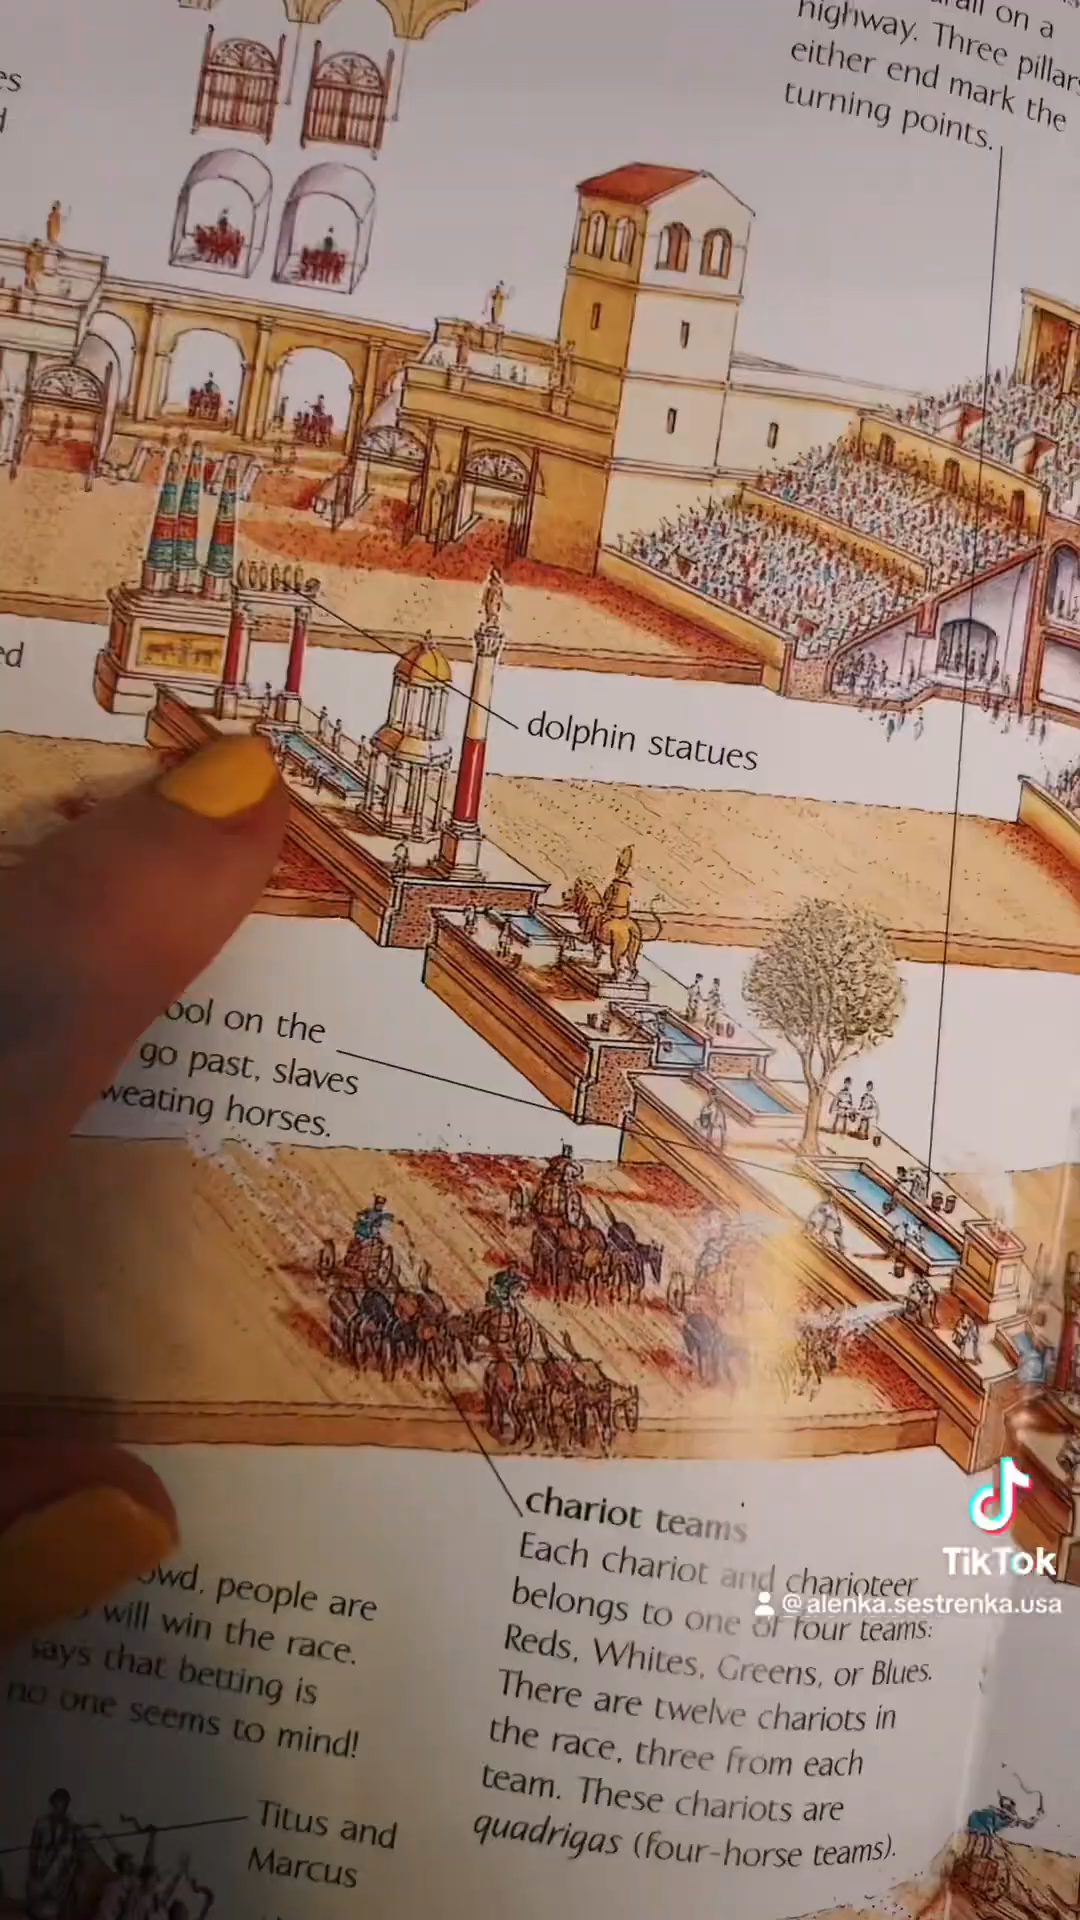 on a
highway. Three pillars
either end mark the
turning points.
es
ed
dolphin statues
on the
go past, slaves
horses.
chariot teams
Each chariot and charioteer
belongs to one of four teams:
Reds, Whites, Greens, or Blues.
There are twelve chariots in
the race, three from each
team. These chariots are
quadrigas (four-horse teams).
people are
will win the race.
says that betting is
no one seems to mind!
Titus and
Marcus
TikTok
@alenka.sestrenka.usa